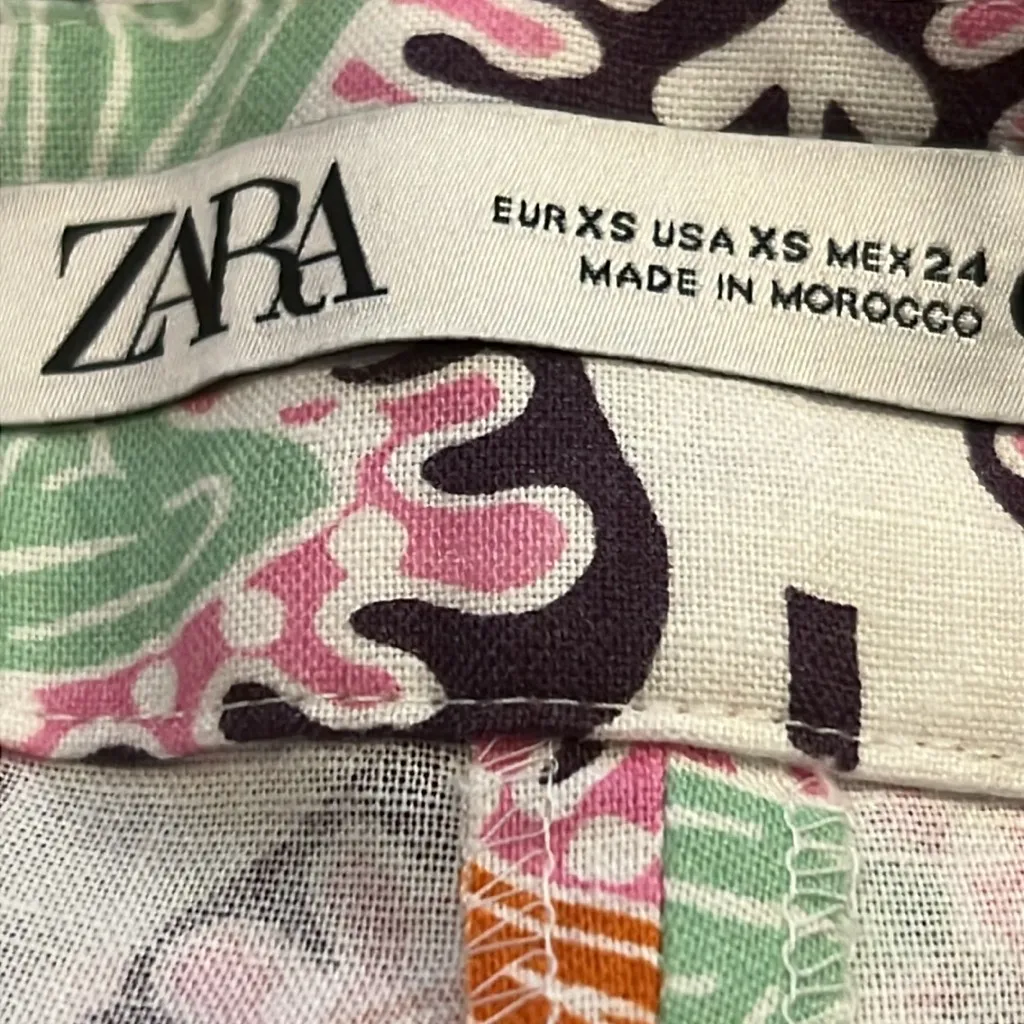 ZARA
EUR XS USA XS MEX 24
MADE IN MOROCCO